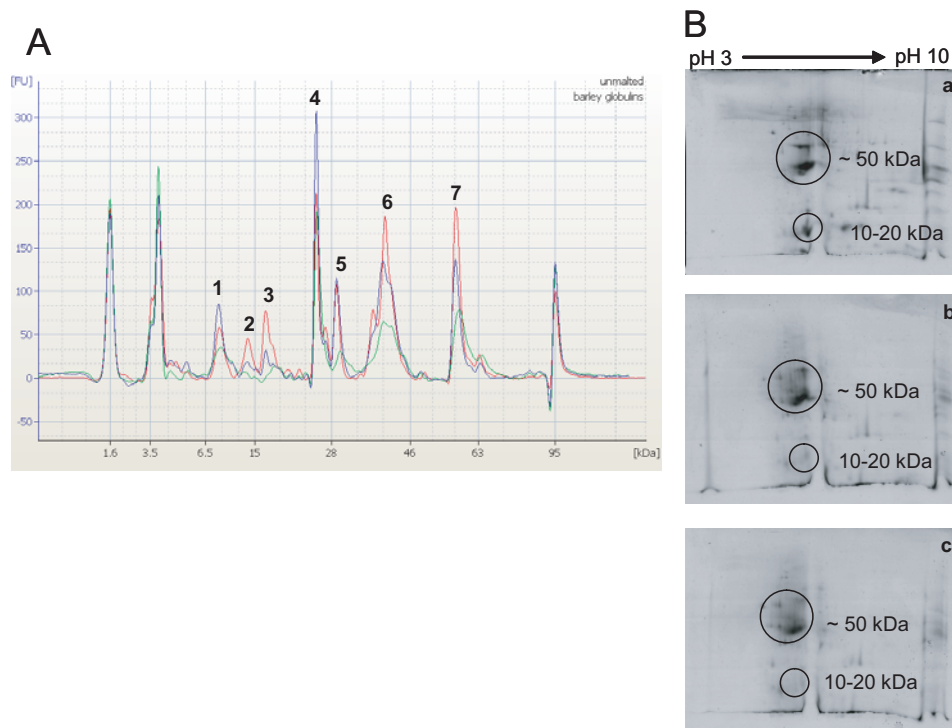 A
[FU]
unmalted
barley globulins
300
250
200
150
100
50
0
-50
1
2
3
4
5
6
7
1.6 3.5 6.5 15 28 46 63 95 [kDa]
B
pH 3 pH 10
a
~ 50 kDa
10-20 kDa
b
~ 50 kDa
10-20 kDa
c
~ 50 kDa
10-20 kDa